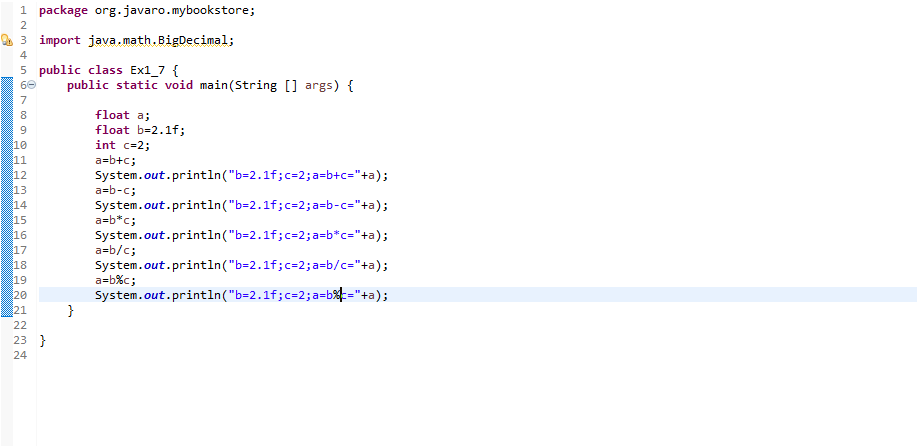 1 package org.javaro.mybookstore;
2
3 import java.math.BigDecimal;
4
5 public class Ex1_7 {
6 public static void main(String [] args) {
7
8 float a;
9 float b=2.1f;
10 int c=2;
11 a=b+c;
12 System.out.println("b=2.1f;c=2;a=b+c="+a);
13 a=b-c;
14 System.out.println("b=2.1f;c=2;a=b-c="+a);
15 a=b*c;
16 System.out.println("b=2.1f;c=2;a=b*c="+a);
17 a=b/c;
18 System.out.println("b=2.1f;c=2;a=b/c="+a);
19 a=b%c;
20 System.out.println("b=2.1f;c=2;a=b%c="+a);
21 }
22
23 }
24